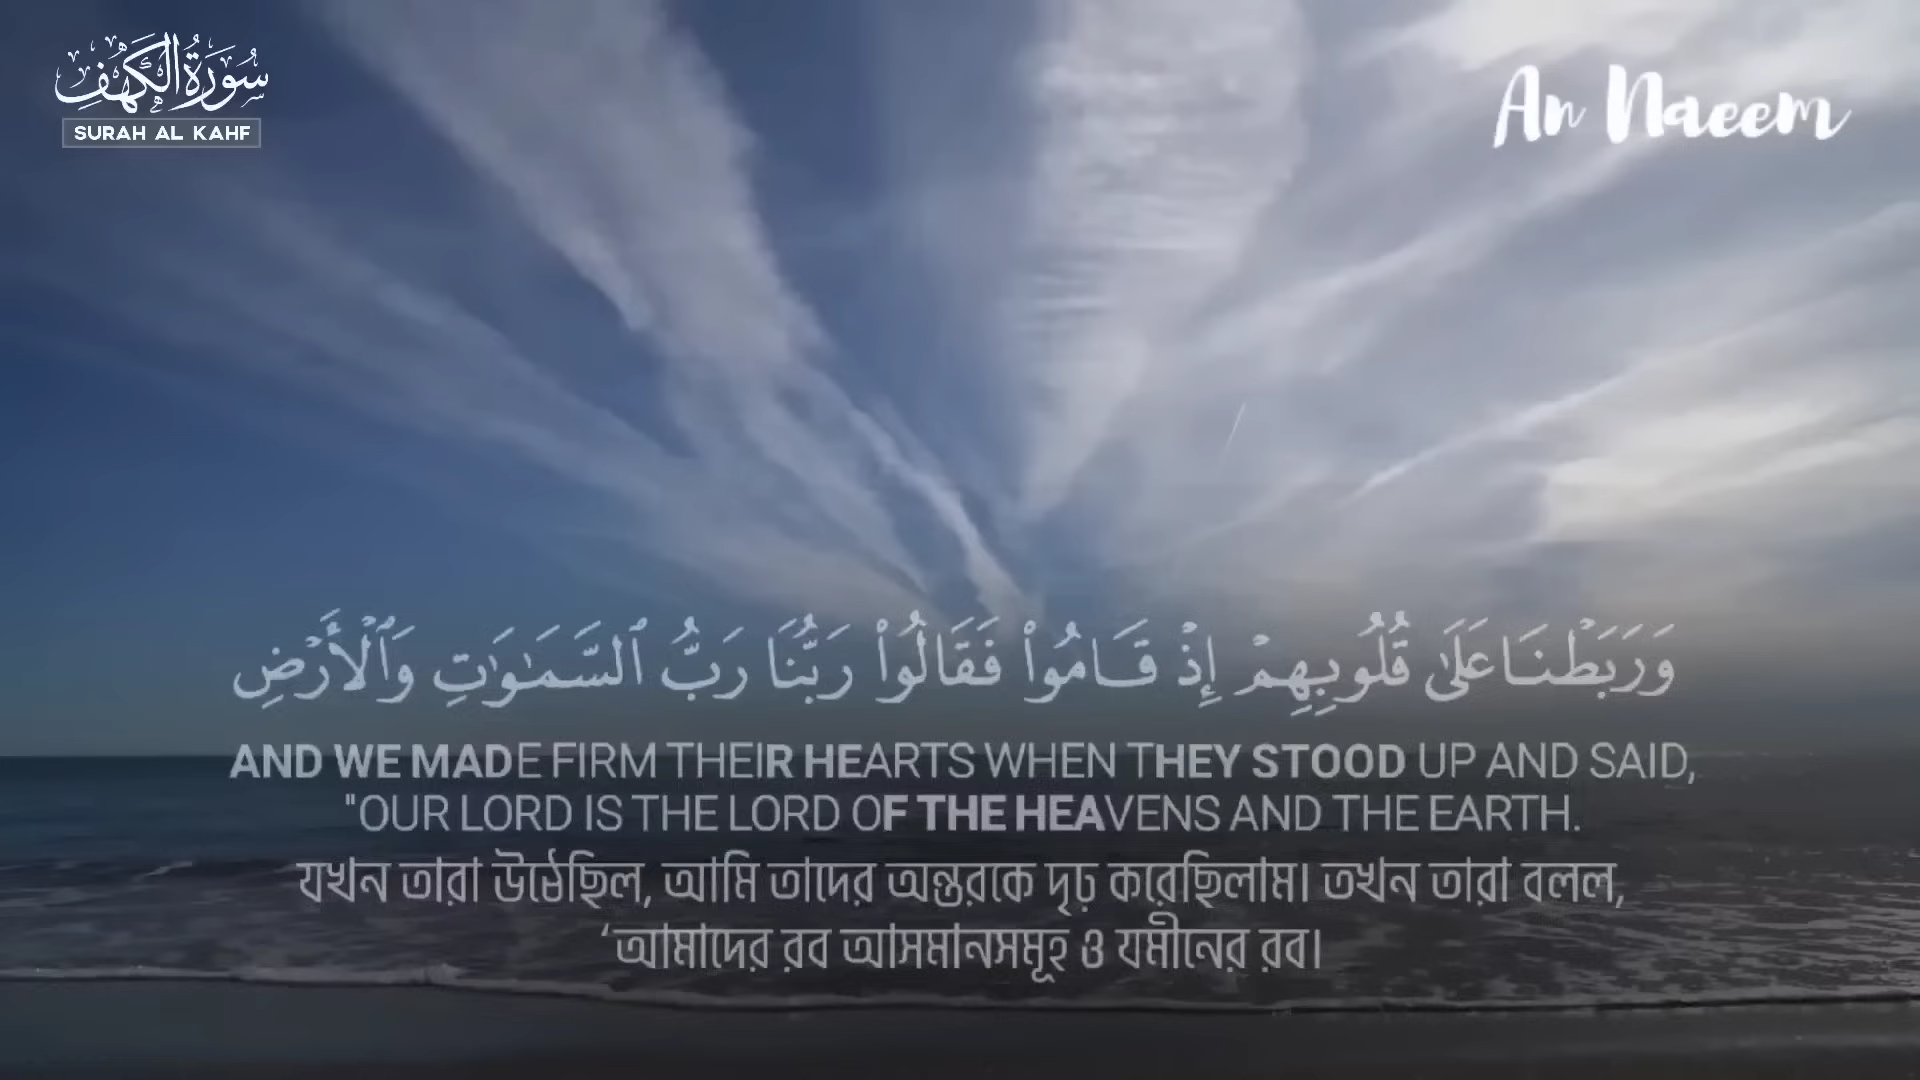 سُورَةُ الكَهْفِ
SURAH AL KAHF
An Naeem
وَرَبَطْنَا عَلَىٰ قُلُوبِهِمْ إِذْ قَامُوا۟ فَقَالُوا۟ رَبُّنَا رَبُّ ٱلسَّمَـٰوَٰتِ وَٱلْأَرْضِ
AND WE MADE FIRM THEIR HEARTS WHEN THEY STOOD UP AND SAID,
"OUR LORD IS THE LORD OF THE HEAVENS AND THE EARTH.
যখন তারা উঠেছিল, আমি তাদের অন্তরকে দৃঢ় করেছিলাম। তখন তারা বলল,
‘আমাদের রব আসমানসমূহ ও যমীনের রব।